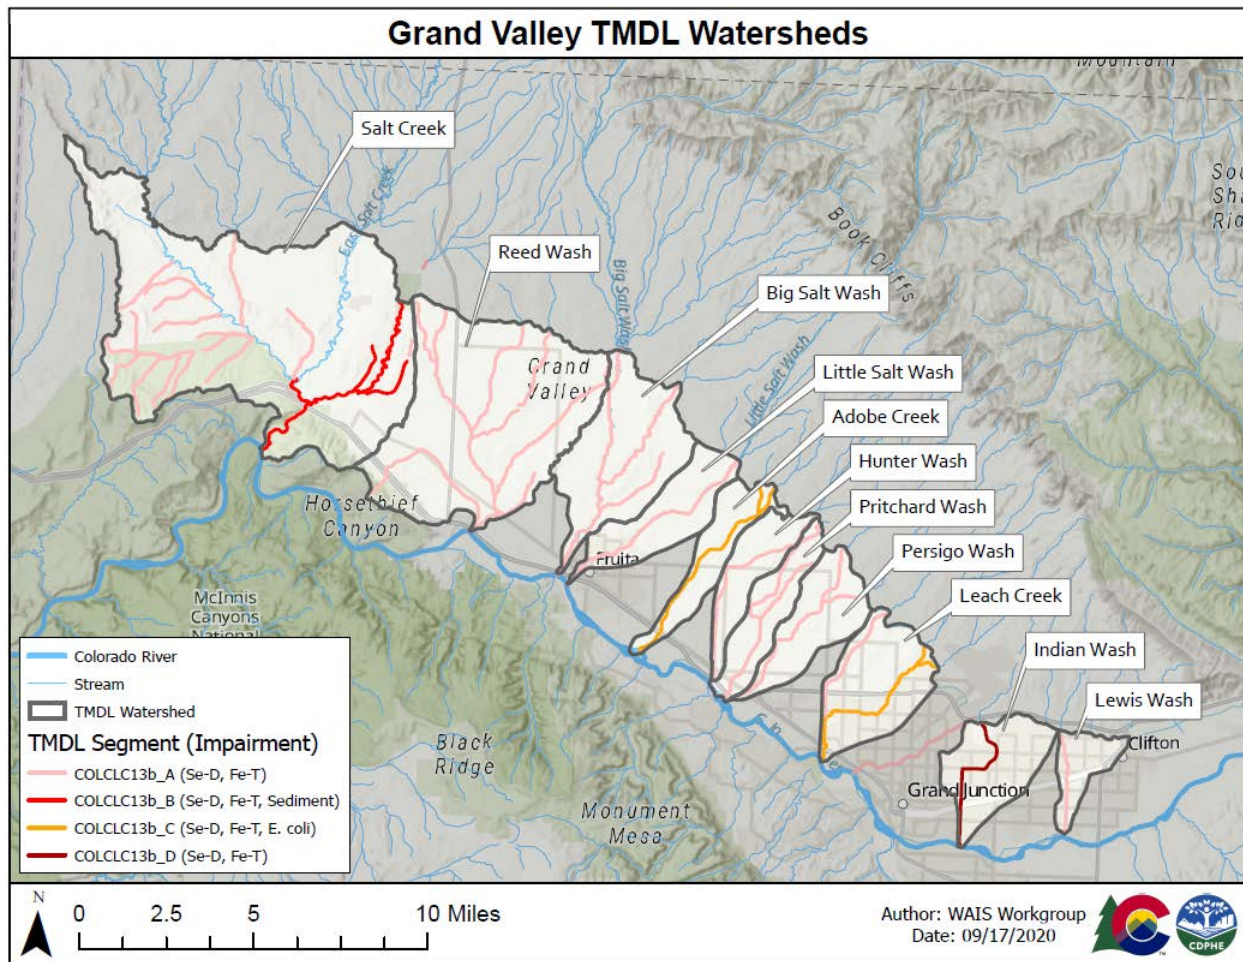 Grand Valley TMDL Watersheds
Mountain
Salt Creek
East Salt Creek
Reed Wash
Big Salt Wash
Book Cliffs
Big Salt Wash
Grand
Valley
Little Salt Wash
Little Salt Wash
Adobe Creek
Hunter Wash
Pritchard Wash
Persigo Wash
Leach Creek
Indian Wash
Lewis Wash
Horsethief
Canyon
Fruita
McInnis
Canyons
National
Black
Ridge
Monument
Mesa
Grand Junction
Clifton
Colorado River
Stream
TMDL Watershed
TMDL Segment (Impairment)
COLCLC13b_A (Se-D, Fe-T)
COLCLC13b_B (Se-D, Fe-T, Sediment)
COLCLC13b_C (Se-D, Fe-T, E. coli)
COLCLC13b_D (Se-D, Fe-T)
N
0 2.5 5 10 Miles
Author: WAIS Workgroup
Date: 09/17/2020
CDPHE